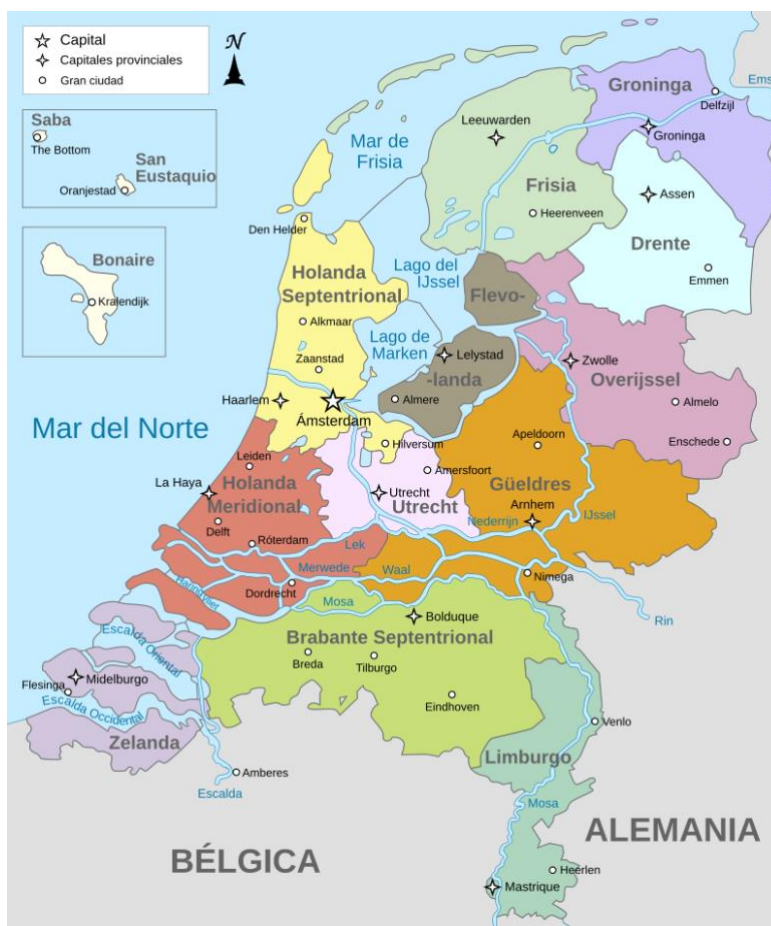 Capital
Capitales provinciales
Gran ciudad
N
Saba
The Bottom
San
Eustaquio
Oranjestad
Bonaire
Kralendijk
Groninga
Ems
Delfzijl
Leeuwarden
Groninga
Mar de
Frisia
Frisia
Assen
Heerenveen
Den Helder
Drente
Lago del
IJssel
Emmen
Holanda
Septentrional
Flevo-
Alkmaar
Lago de
Marken
Lelystad
Zwolle
Zaanstad
-landa
Overijssel
Haarlem
Almere
Almelo
Ámsterdam
Mar del Norte
Hilversum
Apeldoorn
Enschede
Leiden
Amersfoort
La Haya
Holanda
Meridional
Utrecht
Utrecht
Güeldres
Arnhem
Nederrijn
IJssel
Delft
Róterdam
Lek
Merwede
Waal
Haringvliet
Dordrecht
Nimega
Mosa
Rin
Bolduque
Escalda Oriental
Brabante Septentrional
Breda
Tilburgo
Flesinga
Midelburgo
Eindhoven
Escalda Occidental
Venlo
Zelanda
Limburgo
Amberes
Escalda
Mosa
ALEMANIA
BÉLGICA
Heerlen
Mastrique